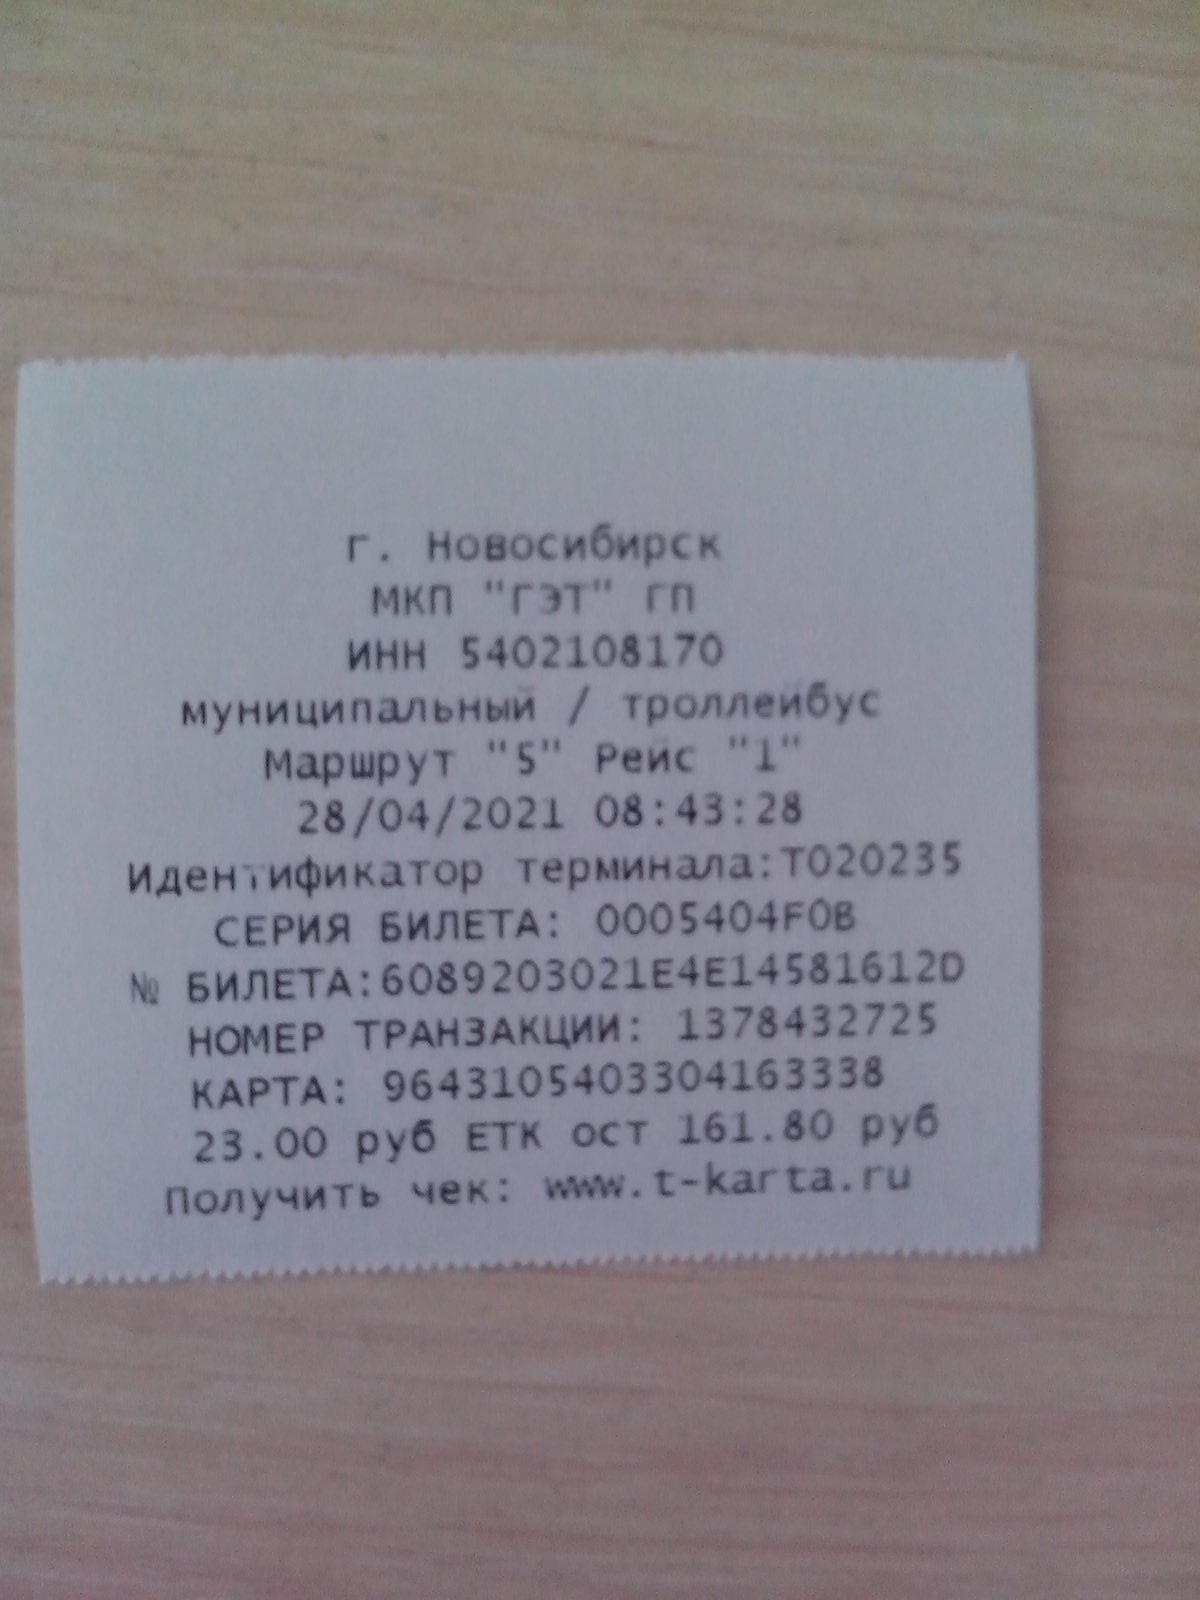 г. Новосибирск
МКП "ГЭТ" ГП
ИНН 5402108170
муниципальный / троллейбус
Маршрут "5" Рейс "1"
28/04/2021 08:43:28
Идентификатор терминала:T020235
СЕРИЯ БИЛЕТА: 0005404F0B
№ БИЛЕТА:6089203021E4E14581612D
НОМЕР ТРАНЗАКЦИИ: 1378432725
КАРТА: 9643105403304163338
23.00 руб ЕТК ост 161.80 руб
Получить чек: www.t-karta.ru